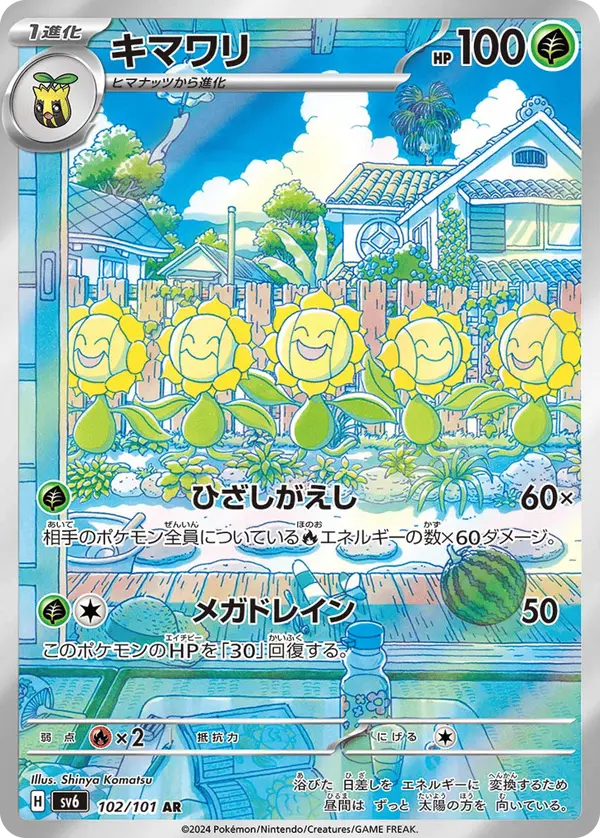 1進化
キマワリ
HP 100
ヒマナッツから進化
ひざしがえし 60×
相手のポケモン全員についている炎エネルギーの数×60ダメージ。
メガドレイン 50
このポケモンのHPを「30」回復する。
弱点 ×2 抵抗力 にげる
Illus. Shinya Komatsu
H sv6 102/101 AR
浴びた 日差しを エネルギーに 変換するため
昼間は ずっと 太陽の方を 向いている。
©2024 Pokémon/Nintendo/Creatures/GAME FREAK.